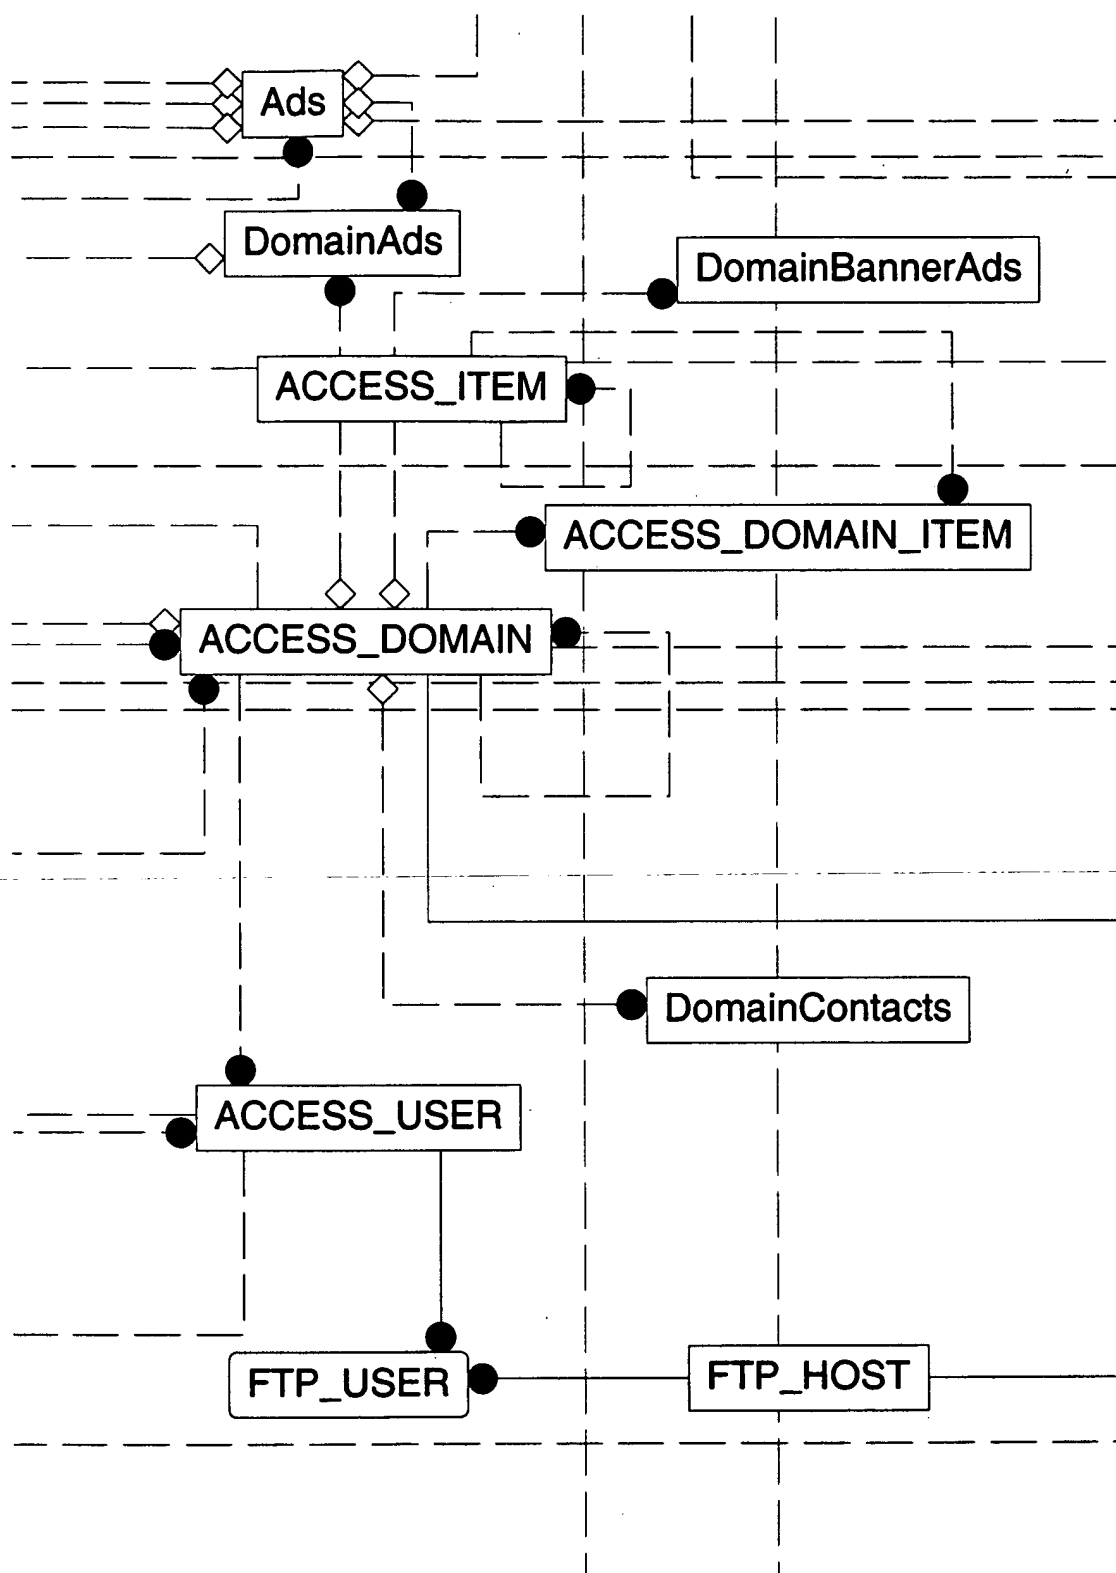 Ads
DomainAds
DomainBannerAds
ACCESS_ITEM
ACCESS_DOMAIN_ITEM
ACCESS_DOMAIN
DomainContacts
ACCESS_USER
FTP_USER
FTP_HOST